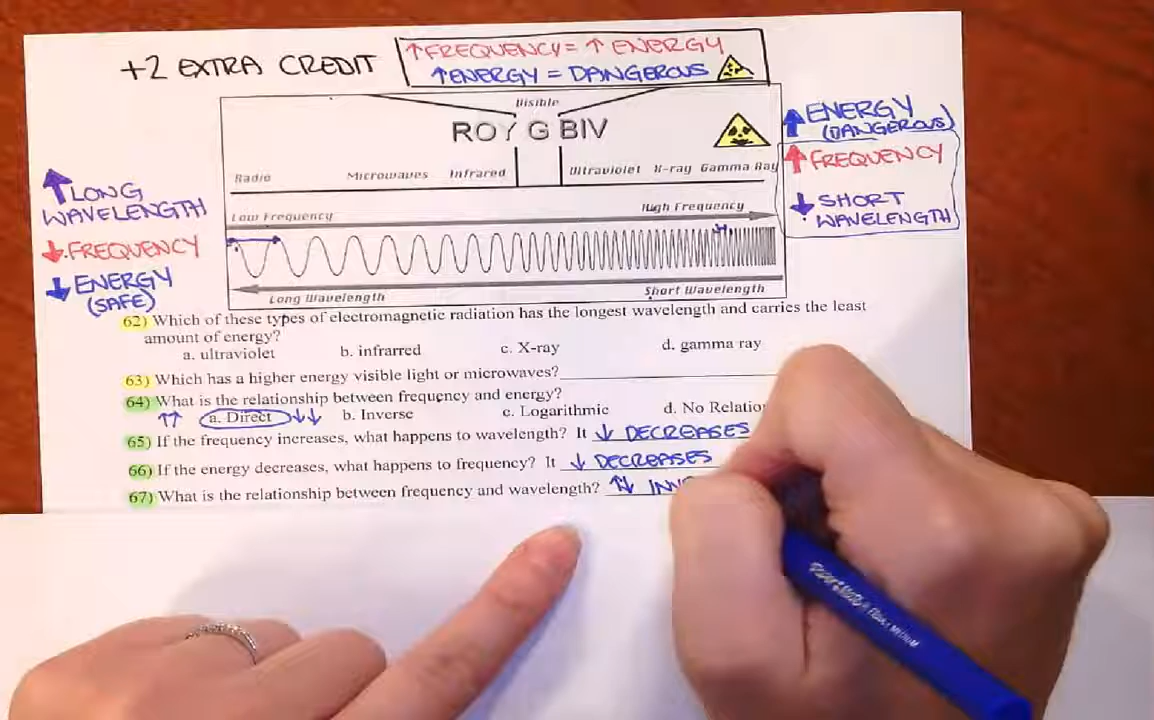 +2 EXTRA CREDIT
↑FREQUENCY = ↑ ENERGY
↑ENERGY = DANGEROUS
Visible
ROY G BIV
Radio Microwaves Infrared Ultraviolet X-ray Gamma Ray
Low Frequency High Frequency
Long Wavelength Short Wavelength
↑LONG
WAVELENGTH
↓FREQUENCY
↓ENERGY
(SAFE)
↑ENERGY
(DANGEROUS)
↑FREQUENCY
↓SHORT
WAVELENGTH
62) Which of these types of electromagnetic radiation has the longest wavelength and carries the least
amount of energy?
a. ultraviolet b. infrarred c. X-ray d. gamma ray
63) Which has a higher energy visible light or microwaves?
64) What is the relationship between frequency and energy?
↑↑ a. Direct ↓↓ b. Inverse c. Logarithmic d. No
65) If the frequency increases, what happens to wavelength? It ↓ DECREASES
66) If the energy decreases, what happens to frequency? It ↓ DECREASES
67) What is the relationship between frequency and wavelength? ↑↓